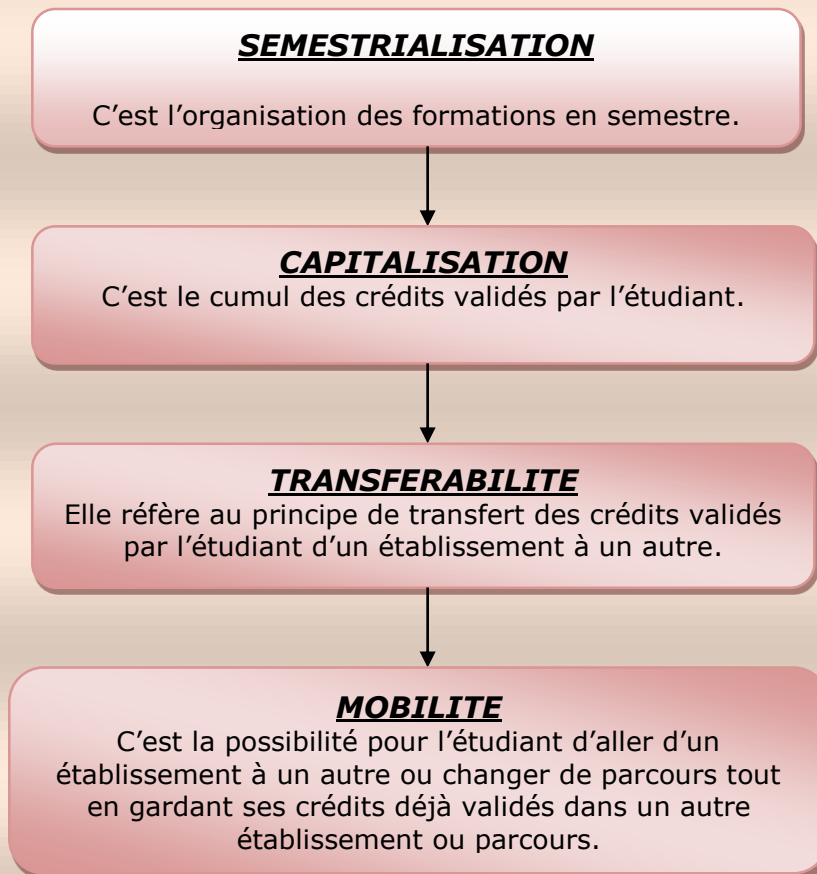 SEMESTRIALISATION
C’est l’organisation des formations en semestre.
CAPITALISATION
C’est le cumul des crédits validés par l’étudiant.
TRANSFERABILITE
Elle réfère au principe de transfert des crédits validés
par l’étudiant d’un établissement à un autre.
MOBILITE
C’est la possibilité pour l’étudiant d’aller d’un
établissement à un autre ou changer de parcours tout
en gardant ses crédits déjà validés dans un autre
établissement ou parcours.